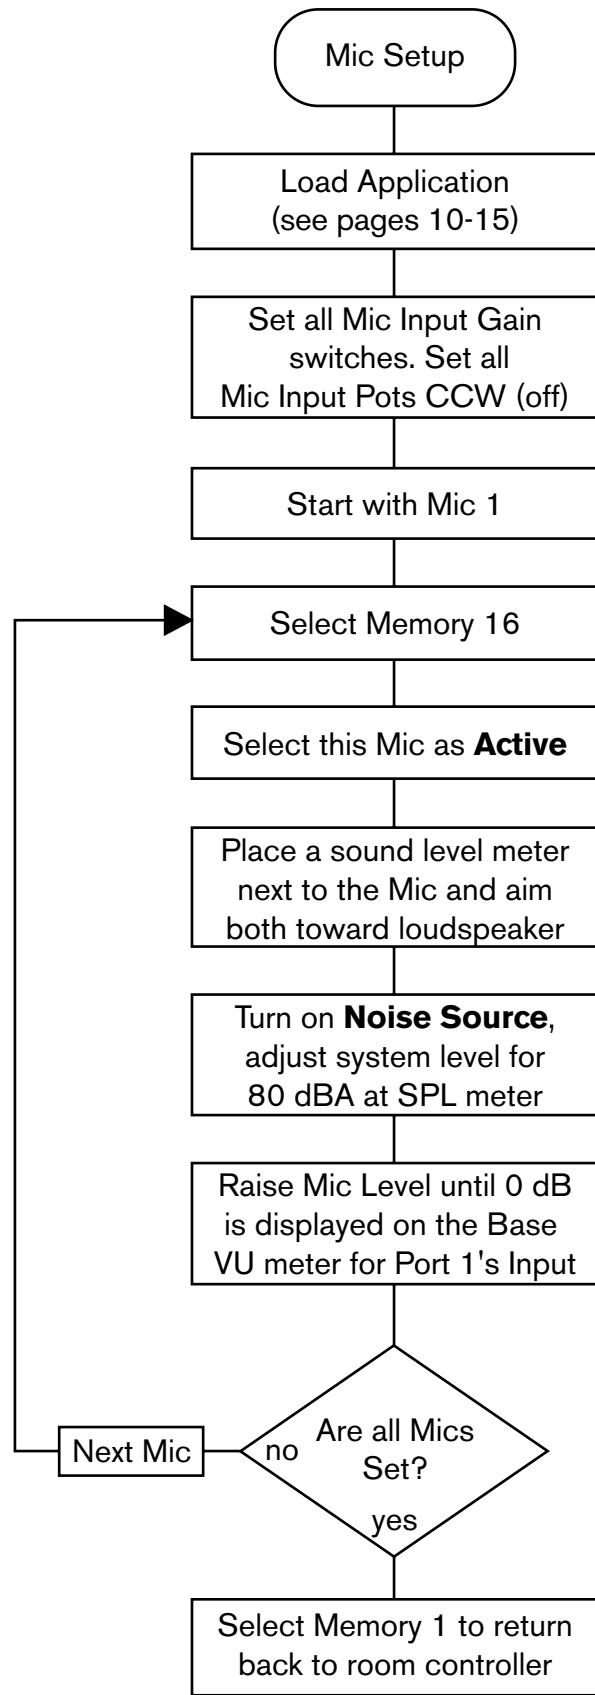 Mic Setup
Load Application
(see pages 10-15)
Set all Mic Input Gain
switches. Set all
Mic Input Pots CCW (off)
Start with Mic 1
Select Memory 16
Select this Mic as Active
Place a sound level meter
next to the Mic and aim
both toward loudspeaker
Turn on Noise Source,
adjust system level for
80 dBA at SPL meter
Raise Mic Level until 0 dB
is displayed on the Base
VU meter for Port 1's Input
Are all Mics
Set?
no
Next Mic
yes
Select Memory 1 to return
back to room controller